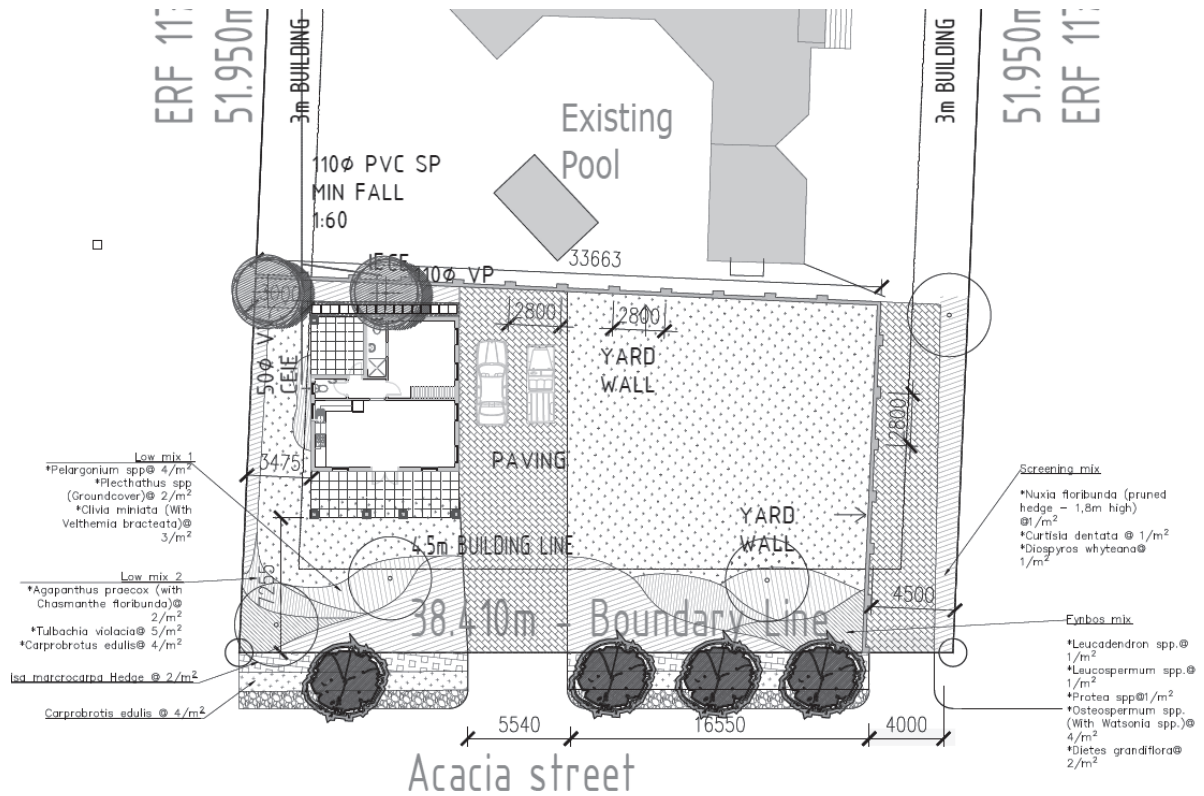 ERF 117
51.950m
3m BUILDING
3m BUILDING
51.950m
ERF 117
Existing
Pool
110Ø PVC SP
MIN FALL
1:60
33663
110Ø VP
3000
2800
2800
YARD
WALL
50Ø V
2800
3475
PAVING
YARD
WALL
4.5m BUILDING LINE
7255
4500
38.410m - Boundary Line
5540
16550
4000
Acacia street
Low mix 1
*Pelargonium spp@ 4/m²
*Plecthathus spp
(Groundcover)@ 2/m²
*Clivia miniata (With
Velthemia bracteata)@
3/m²
Low mix 2
*Agapanthus praecox (with
Chasmanthe floribunda)@
2/m²
*Tulbachia violacia@ 5/m²
*Carprobrotus edulis@ 4/m²
isa marcrocarpa Hedge @ 2/m²
Carprobrotis edulis @ 4/m²
Screening mix
*Nuxia floribunda (pruned
hedge - 1,8m high)
@1/m²
*Curtisia dentata @ 1/m²
*Diospyros whyteana@
1/m²
Fynbos mix
*Leucadendron spp.@
1/m²
*Leucospermum spp.@
1/m²
*Protea spp@1/m²
*Osteospermum spp.
(With Watsonia spp.)@
4/m²
*Dietes grandiflora@
2/m²